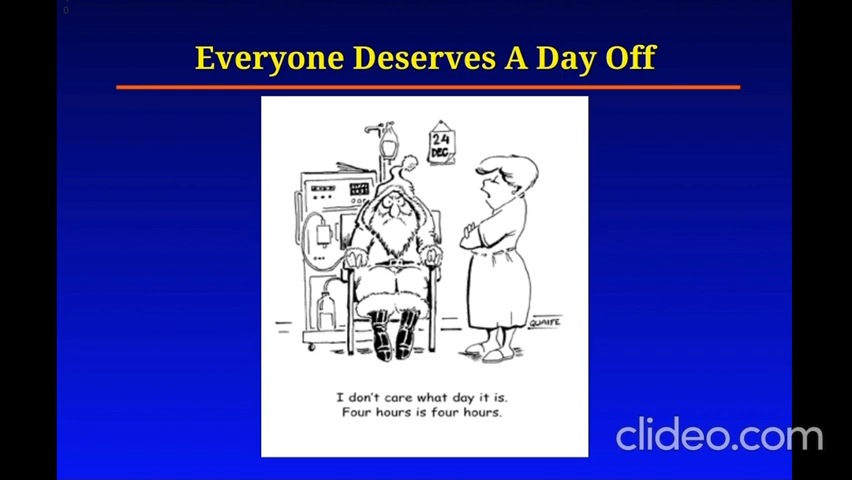 Everyone Deserves A Day Off
24
DEC
QUAIFE
I don't care what day it is.
Four hours is four hours.
clideo.com